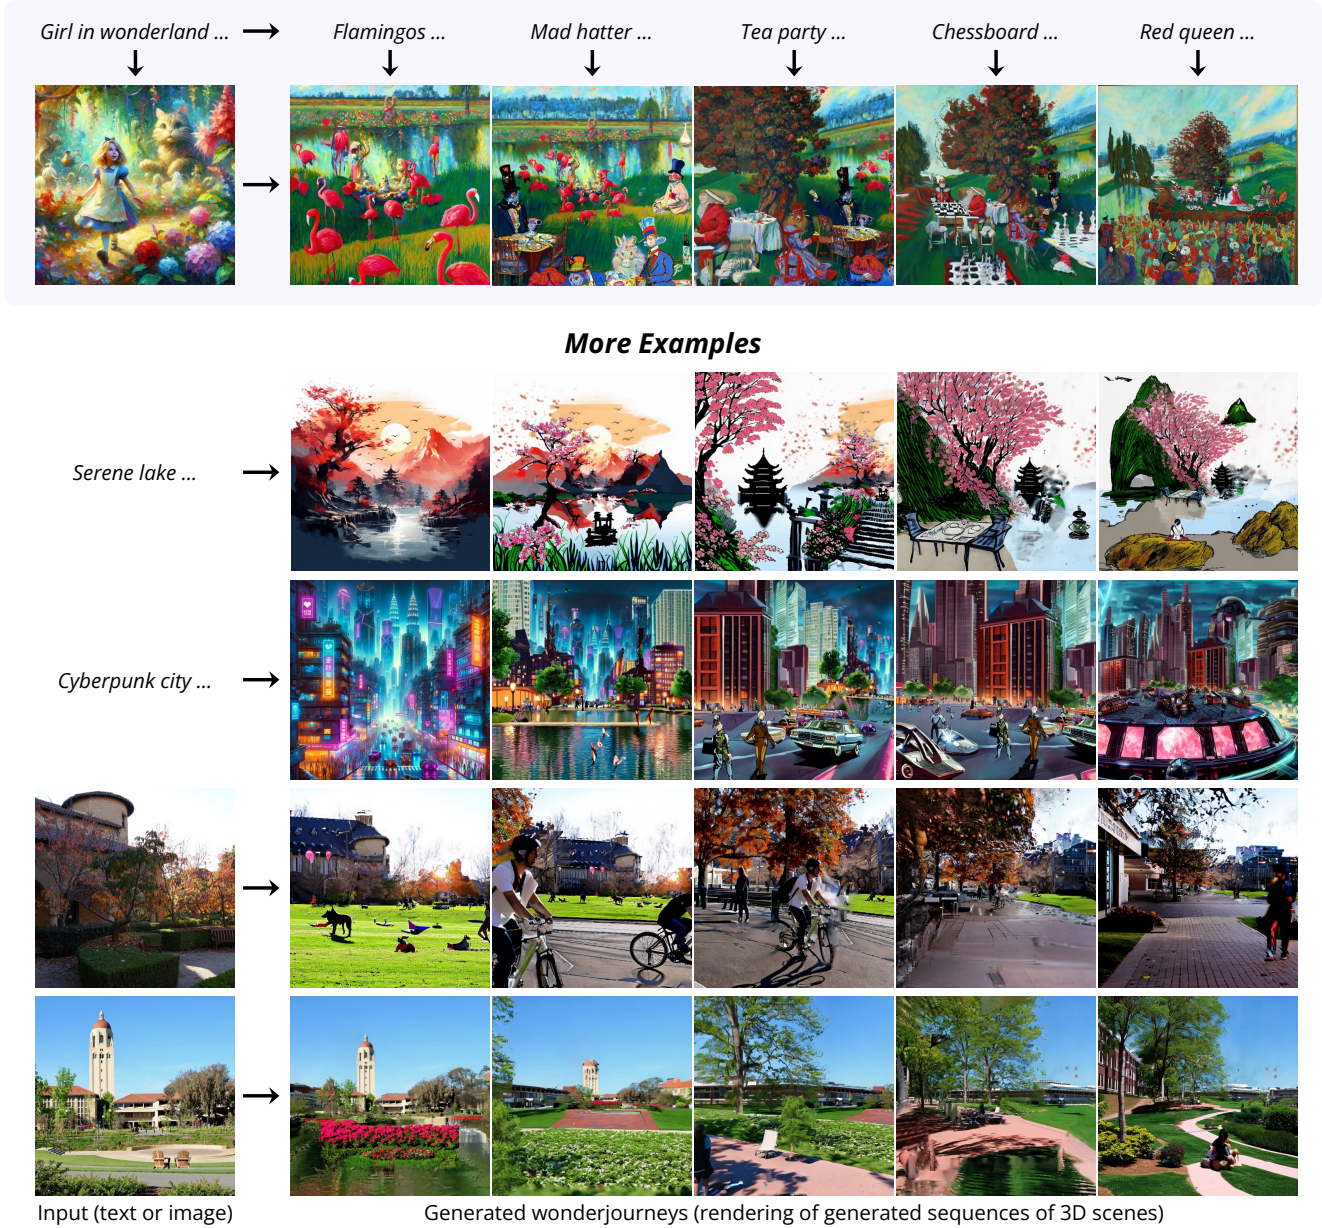 Girl in wonderland ...
Flamingos ...
Mad hatter ...
Tea party ...
Chessboard ...
Red queen ...
More Examples
Serene lake ...
Cyberpunk city ...
Input (text or image)
Generated wonderjourneys (rendering of generated sequences of 3D scenes)